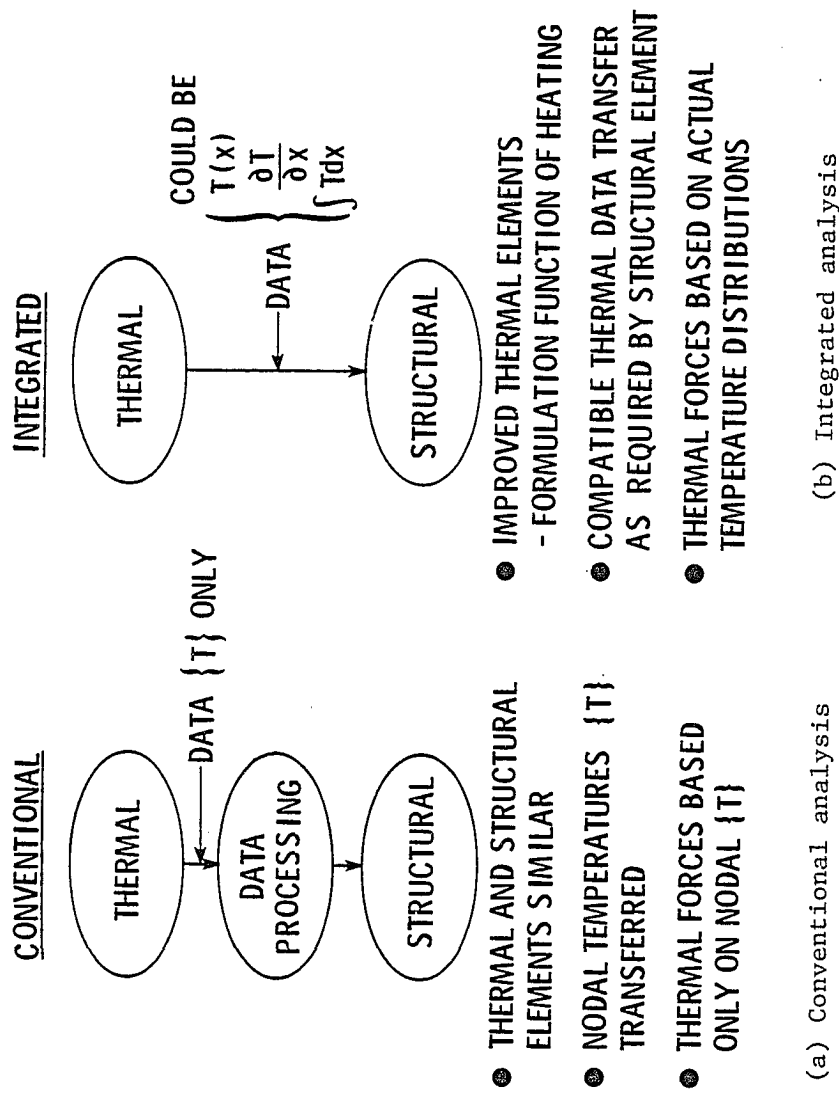 CONVENTIONAL
THERMAL
DATA {T} ONLY
DATA
PROCESSING
STRUCTURAL
● THERMAL AND STRUCTURAL
ELEMENTS SIMILAR
● NODAL TEMPERATURES {T}
TRANSFERRED
● THERMAL FORCES BASED
ONLY ON NODAL {T}
(a) Conventional analysis
INTEGRATED
THERMAL
COULD BE
DATA { T(x)
∂T
∂x
∫Tdx
STRUCTURAL
● IMPROVED THERMAL ELEMENTS
- FORMULATION FUNCTION OF HEATING
● COMPATIBLE THERMAL DATA TRANSFER
AS REQUIRED BY STRUCTURAL ELEMENT
● THERMAL FORCES BASED ON ACTUAL
TEMPERATURE DISTRIBUTIONS
(b) Integrated analysis